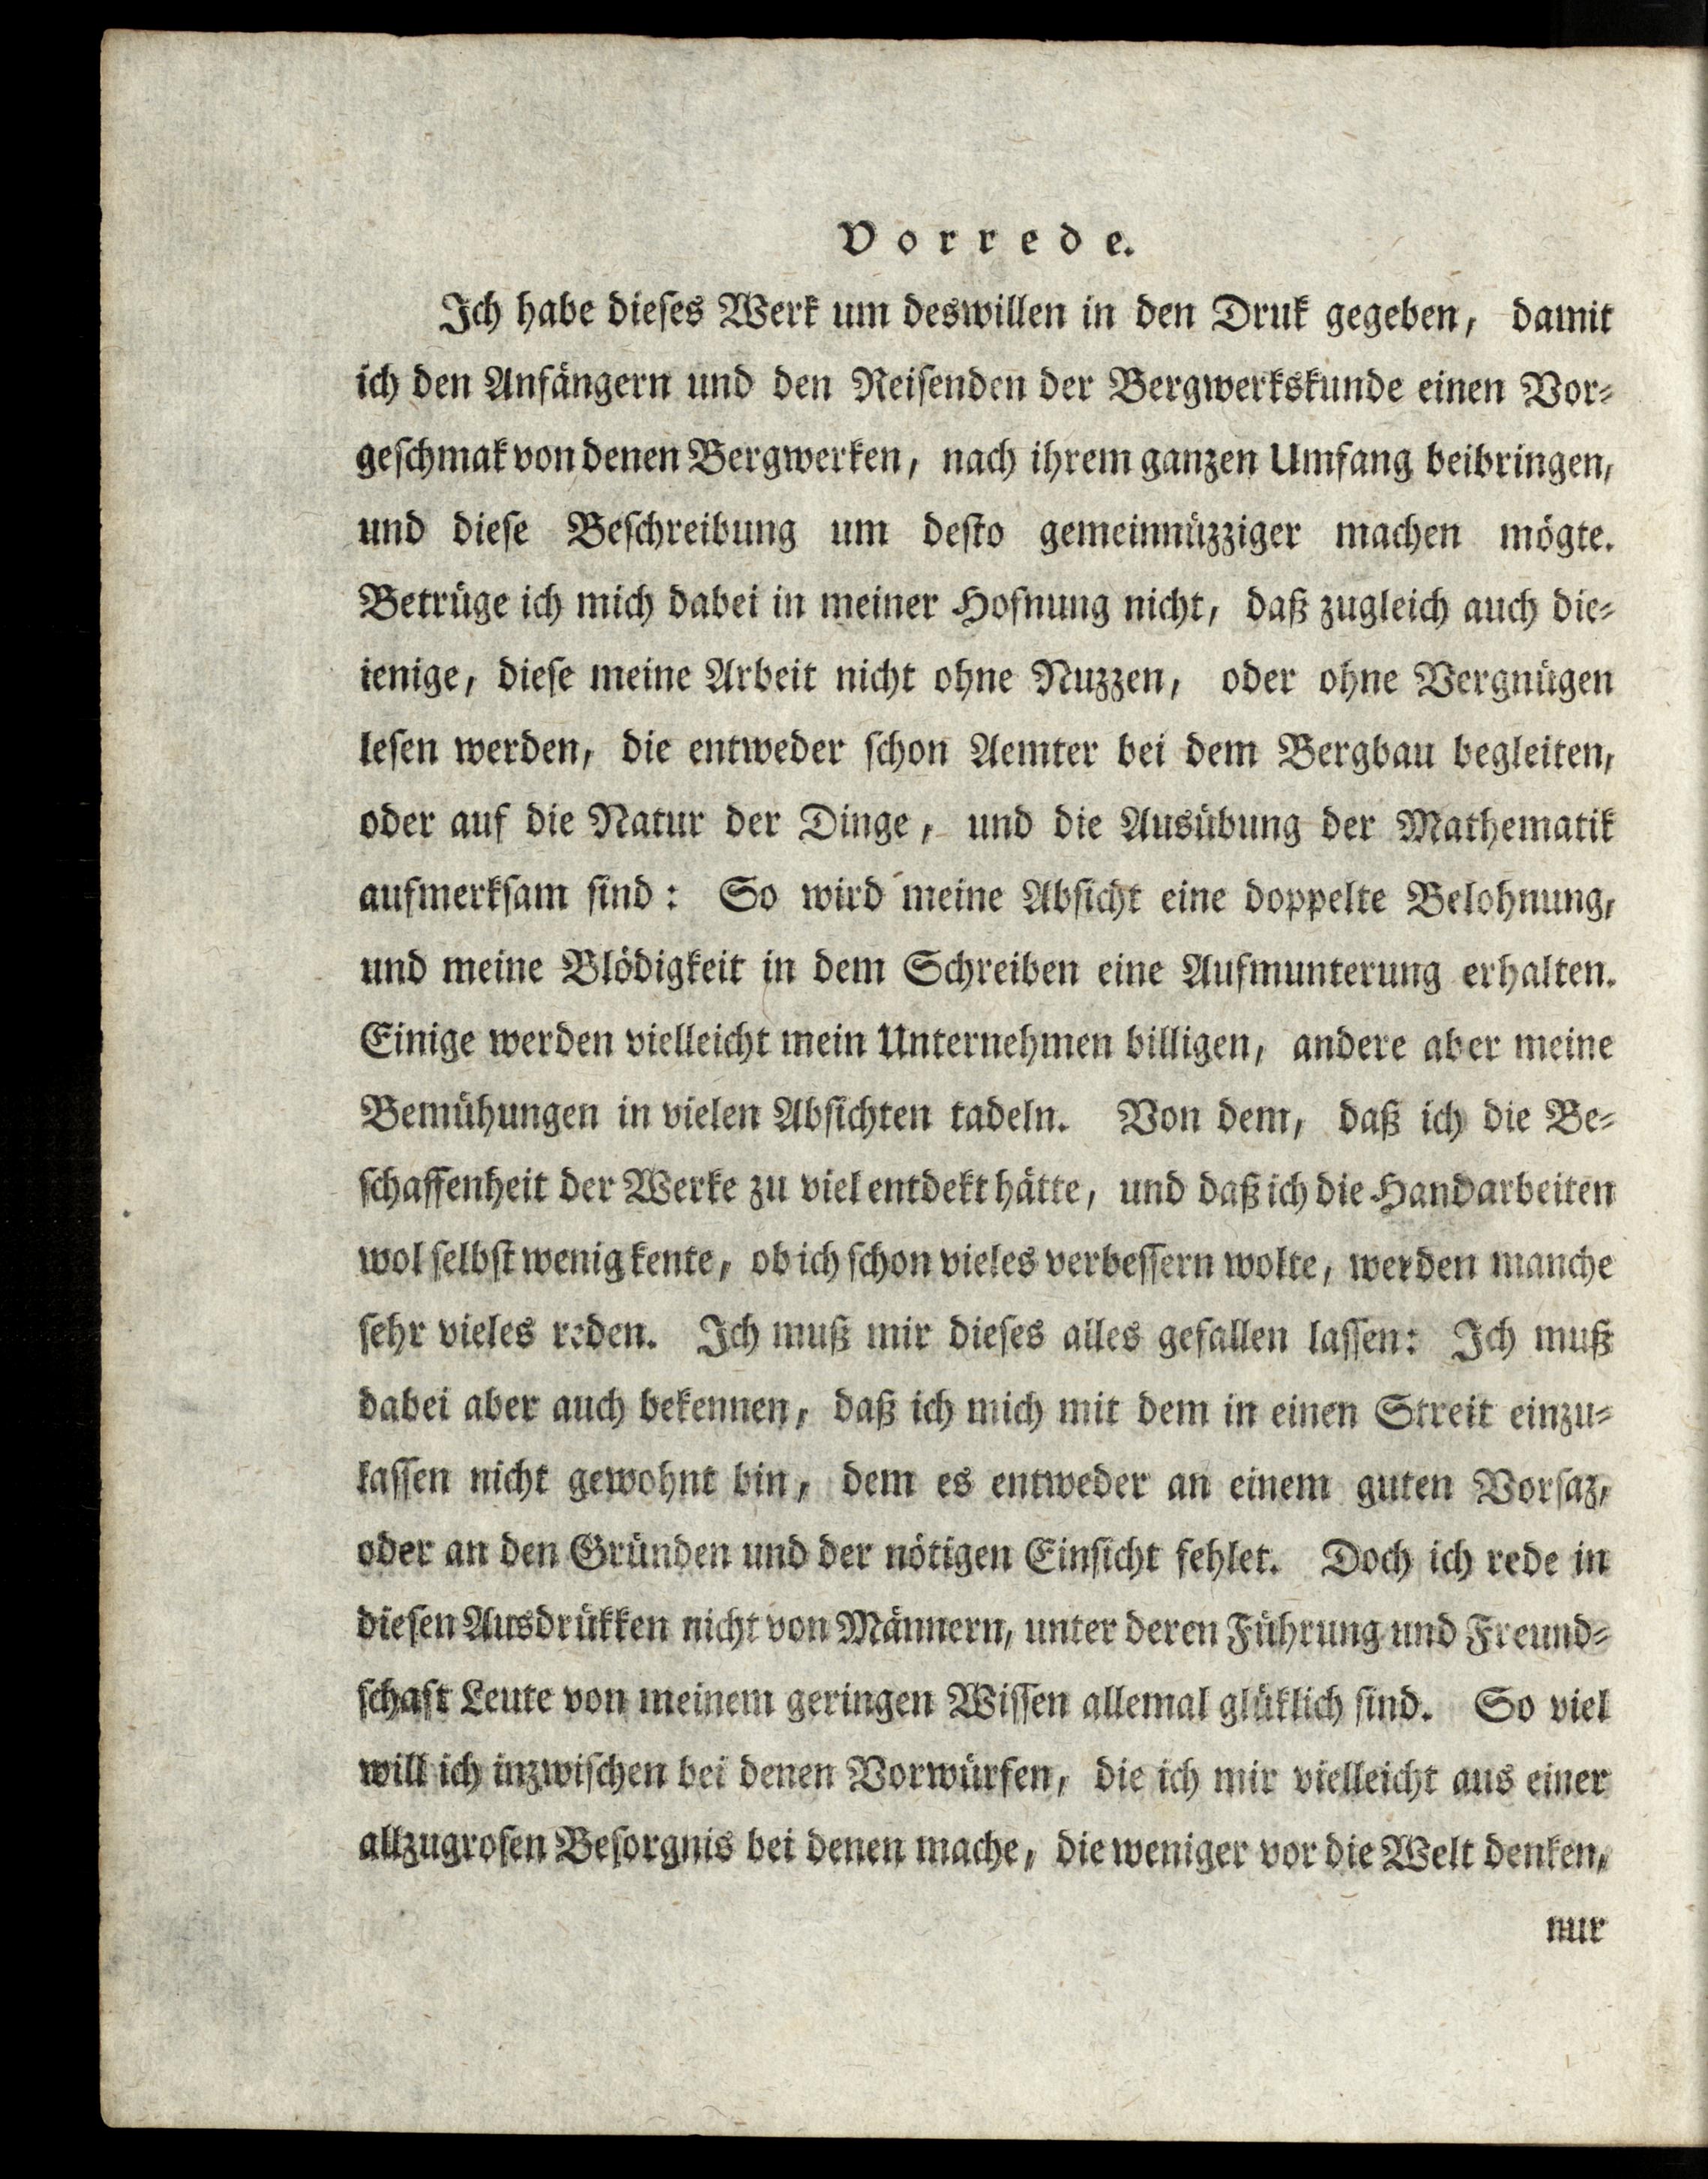 Vorrede.
Ich habe dieses Werk um deswillen in den Druk gegeben, damit
ich den Anfängern und den Reisenden der Bergwerkskunde einen Vor-
geschmak von denen Bergwerken, nach ihrem ganzen Umfang beibringen,
und diese Beschreibung um desto gemeinnüzziger machen mögte.
Betrüge ich mich dabei in meiner Hofnung nicht, daß zugleich auch die-
ienige, diese meine Arbeit nicht ohne Nuzzen, oder ohne Vergnügen
lesen werden, die entweder schon Aemter bei dem Bergbau begleiten,
oder auf die Natur der Dinge, und die Ausübung der Mathematik
aufmerksam sind: So wird meine Absicht eine doppelte Belohnung,
und meine Blödigkeit in dem Schreiben eine Aufmunterung erhalten.
Einige werden vielleicht mein Unternehmen billigen, andere aber meine
Bemühungen in vielen Absichten tadeln. Von dem, daß ich die Be-
schaffenheit der Werke zu viel entdekt hätte, und daß ich die Handarbeiten
wol selbst wenig kente, ob ich schon vieles verbessern wolte, werden manche
sehr vieles reden. Ich muß mir dieses alles gefallen lassen: Ich muß
dabei aber auch bekennen, daß ich mich mit dem in einen Streit einzu-
lassen nicht gewohnt bin, dem es entweder an einem guten Vorsaz,
oder an den Gründen und der nötigen Einsicht fehlet. Doch ich rede in
diesen Ausdrükken nicht von Männern, unter deren Führung und Freund-
schaft Leute von meinem geringen Wissen allemal glüklich sind. So viel
will ich inzwischen bei denen Vorwürfen, die ich mir vielleicht aus einer
allzugrosen Besorgnis bei denen mache, die weniger vor die Welt denken,
nur